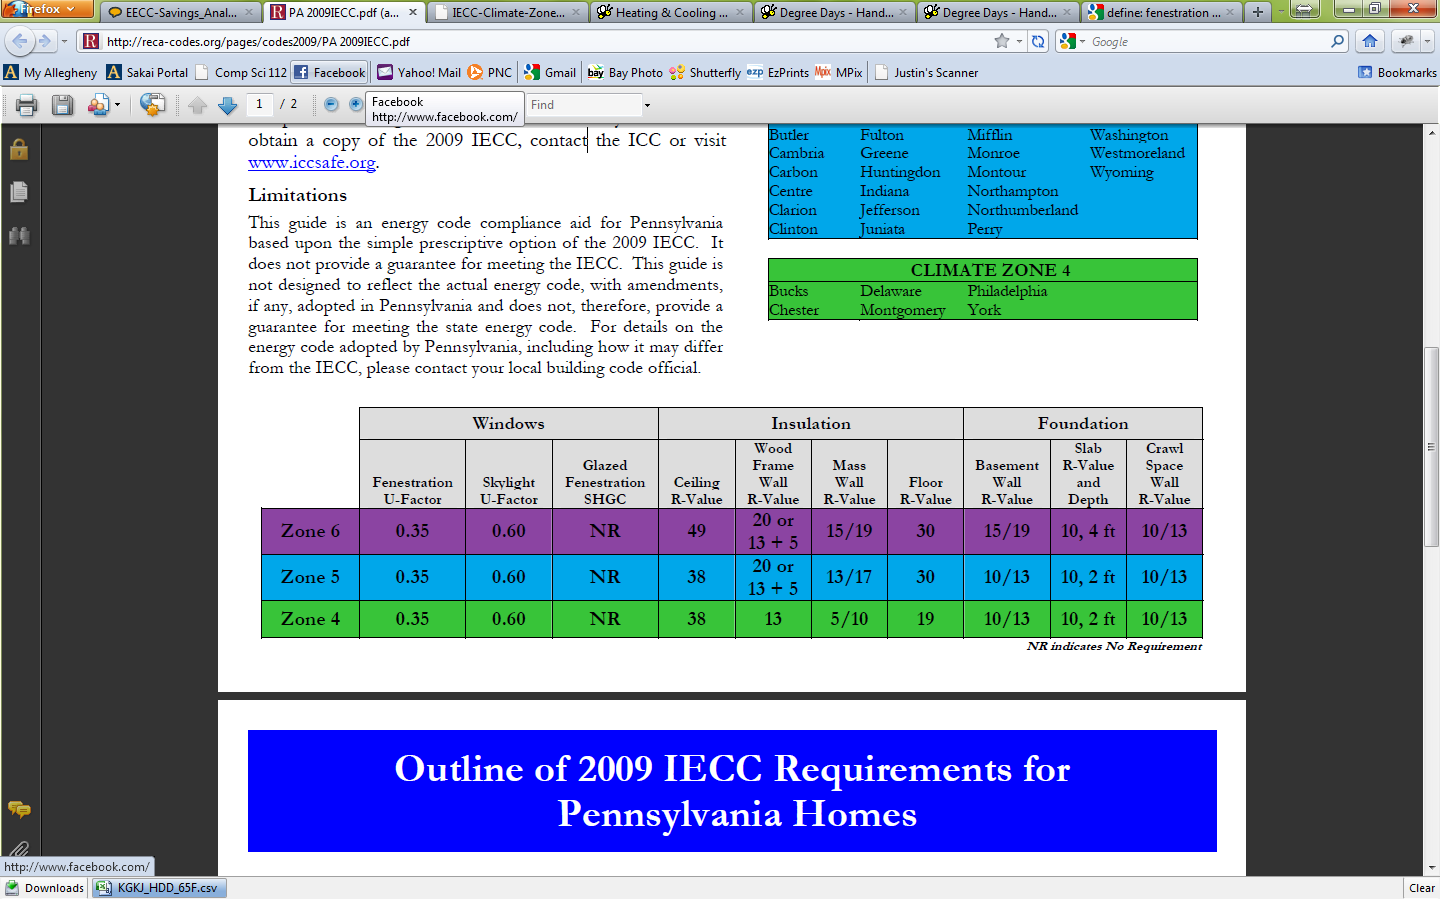 Firefox
EECC-Savings_Anal...
PA 2009IECC.pdf (a...
IECC-Climate-Zone...
Heating & Cooling ...
Degree Days - Hand...
Degree Days - Hand...
define: fenestration ...
http://reca-codes.org/pages/codes2009/PA 2009IECC.pdf
Google
My Allegheny
Sakai Portal
Comp Sci 112
Facebook
Yahoo! Mail
PNC
Gmail
Bay Photo
Shutterfly
EzPrints
MPix
Justin's Scanner
Bookmarks
1 / 2
Facebook
http://www.facebook.com/
Find
obtain a copy of the 2009 IECC, contact the ICC or visit
www.iccsafe.org.
Limitations
This guide is an energy code compliance aid for Pennsylvania
based upon the simple prescriptive option of the 2009 IECC. It
does not provide a guarantee for meeting the IECC. This guide is
not designed to reflect the actual energy code, with amendments,
if any, adopted in Pennsylvania and does not, therefore, provide a
guarantee for meeting the state energy code. For details on the
energy code adopted by Pennsylvania, including how it may differ
from the IECC, please contact your local building code official.
Butler Fulton Mifflin Washington
Cambria Greene Monroe Westmoreland
Carbon Huntingdon Montour Wyoming
Centre Indiana Northampton
Clarion Jefferson Northumberland
Clinton Juniata Perry
CLIMATE ZONE 4
Bucks Delaware Philadelphia
Chester Montgomery York
Windows Insulation Foundation
Fenestration
U-Factor
Skylight
U-Factor
Glazed
Fenestration
SHGC
Ceiling
R-Value
Wood
Frame
Wall
R-Value
Mass
Wall
R-Value
Floor
R-Value
Basement
Wall
R-Value
Slab
R-Value
and
Depth
Crawl
Space
Wall
R-Value
Zone 6 0.35 0.60 NR 49 20 or 13 + 5 15/19 30 15/19 10, 4 ft 10/13
Zone 5 0.35 0.60 NR 38 20 or 13 + 5 13/17 30 10/13 10, 2 ft 10/13
Zone 4 0.35 0.60 NR 38 13 5/10 19 10/13 10, 2 ft 10/13
NR indicates No Requirement
Outline of 2009 IECC Requirements for
Pennsylvania Homes
http://www.facebook.com/
Downloads
KGKJ_HDD_65F.csv
Clear